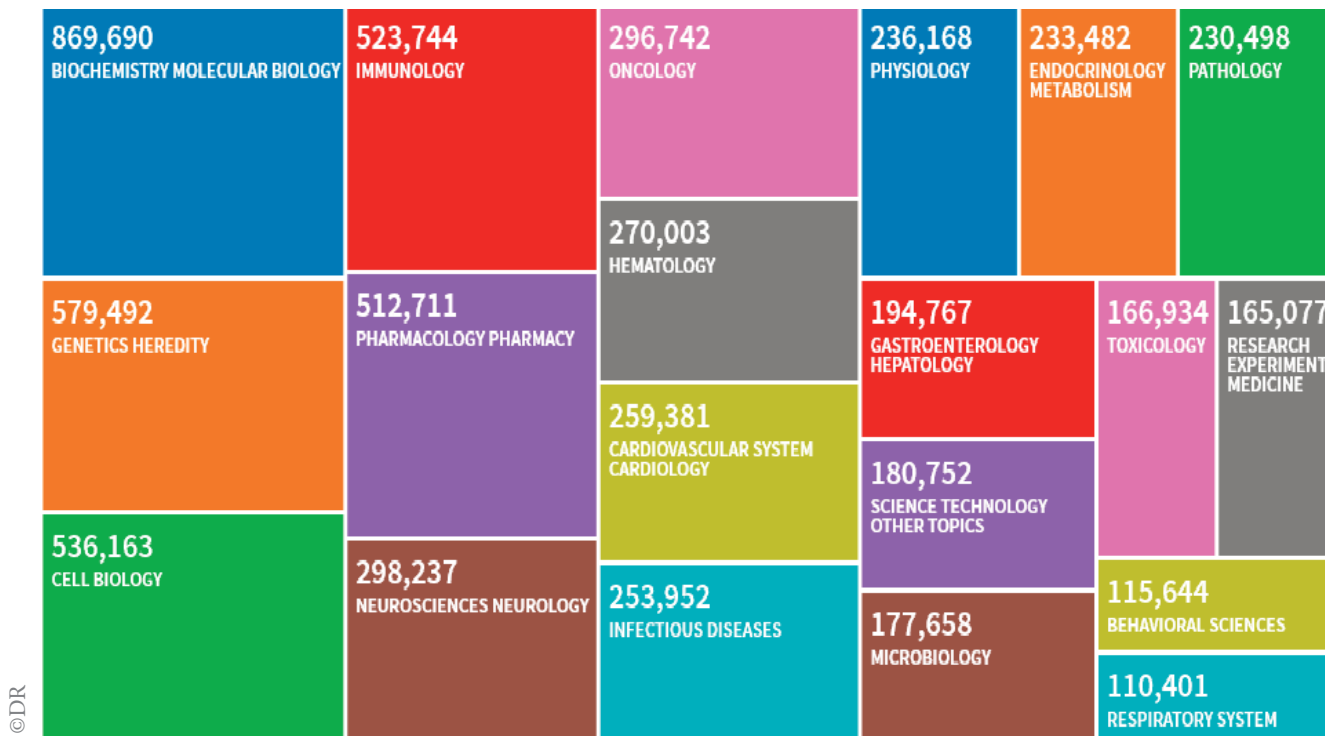 869,690
BIOCHEMISTRY MOLECULAR BIOLOGY
579,492
GENETICS HEREDITY
536,163
CELL BIOLOGY
523,744
IMMUNOLOGY
512,711
PHARMACOLOGY PHARMACY
298,237
NEUROSCIENCES NEUROLOGY
296,742
ONCOLOGY
270,003
HEMATOLOGY
259,381
CARDIOVASCULAR SYSTEM
CARDIOLOGY
253,952
INFECTIOUS DISEASES
236,168
PHYSIOLOGY
233,482
ENDOCRINOLOGY
METABOLISM
230,498
PATHOLOGY
194,767
GASTROENTEROLOGY
HEPATOLOGY
180,752
SCIENCE TECHNOLOGY
OTHER TOPICS
177,658
MICROBIOLOGY
166,934
TOXICOLOGY
165,077
RESEARCH
EXPERIMENT
MEDICINE
115,644
BEHAVIORAL SCIENCES
110,401
RESPIRATORY SYSTEM
©DR